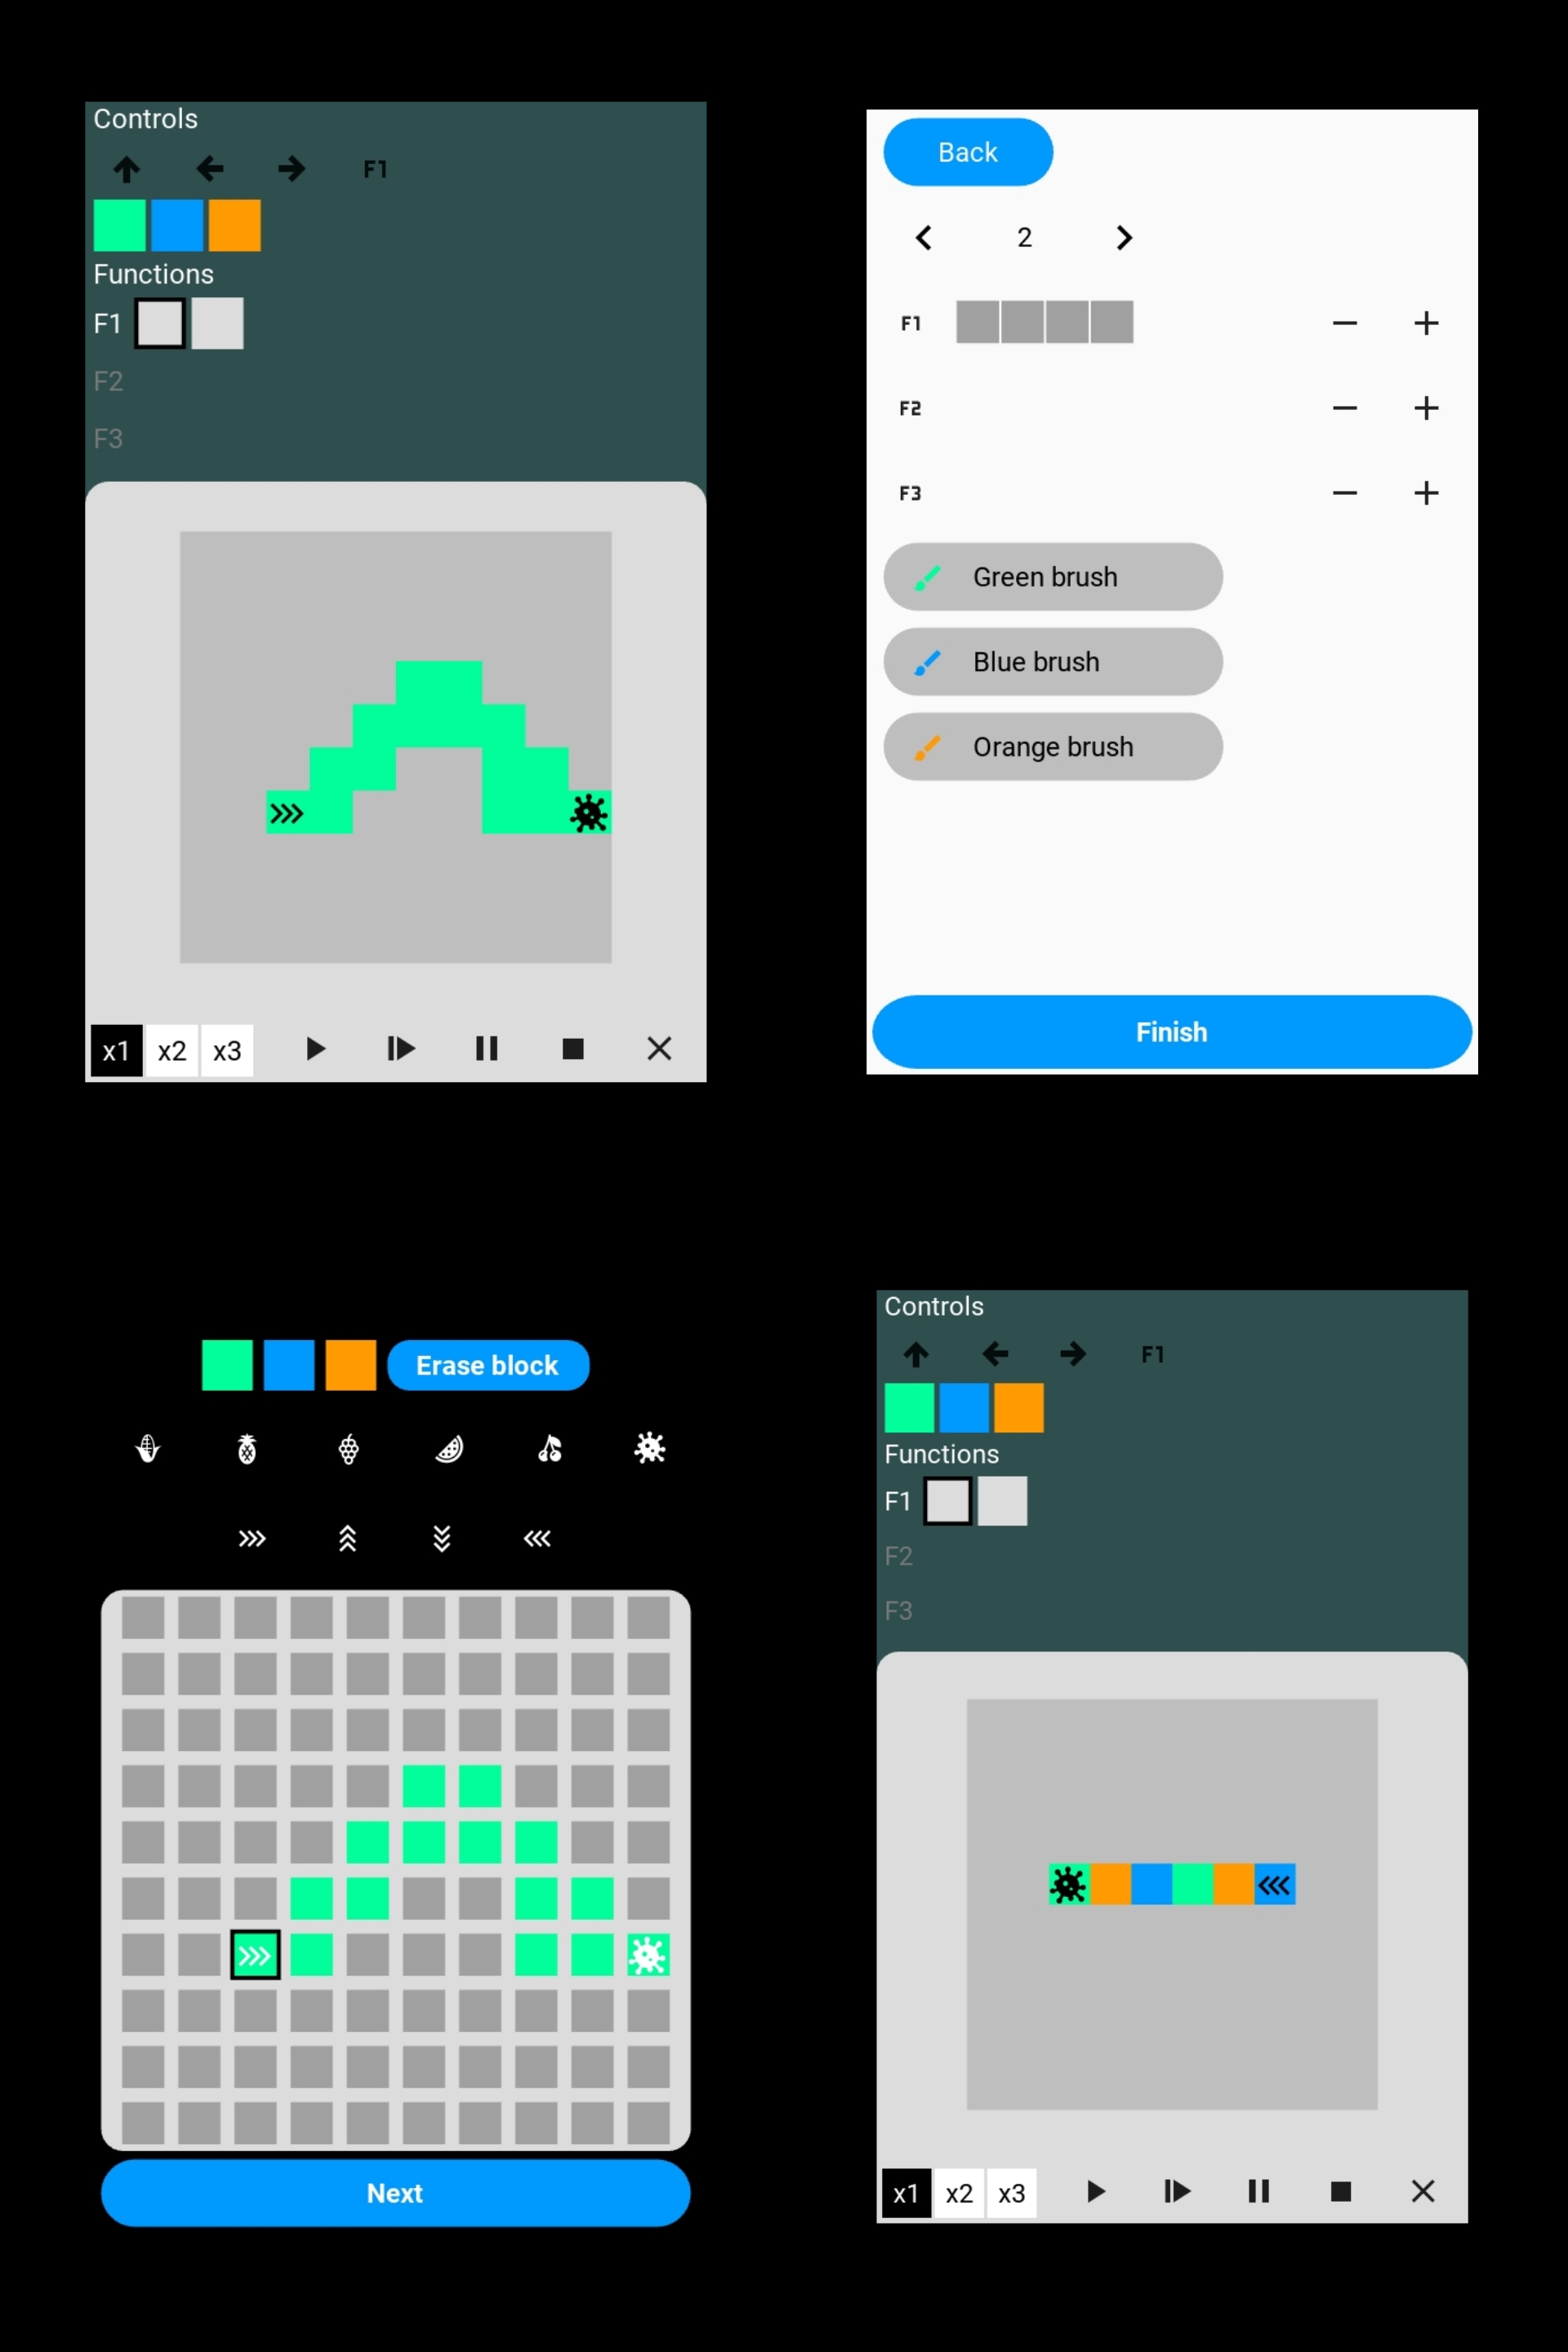 Controls
F1
Functions
F1
F2
F3
x1 x2 x3
Back
2
F1
F2
F3
Green brush
Blue brush
Orange brush
Finish
Erase block
Next
Controls
F1
Functions
F1
F2
F3
x1 x2 x3